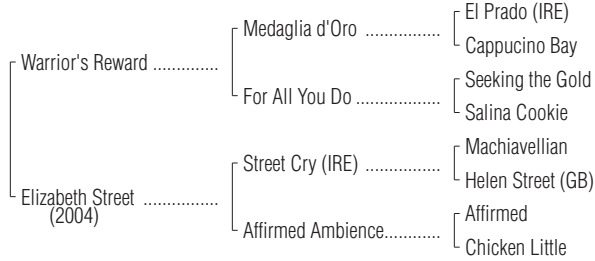 El Prado (IRE)
Medaglia d'Oro ................
Cappucino Bay
Warrior's Reward ..............
Seeking the Gold
For All You Do ..................
Salina Cookie
Machiavellian
Street Cry (IRE) ................
Helen Street (GB)
Elizabeth Street ................
(2004)
Affirmed
Affirmed Ambience............
Chicken Little